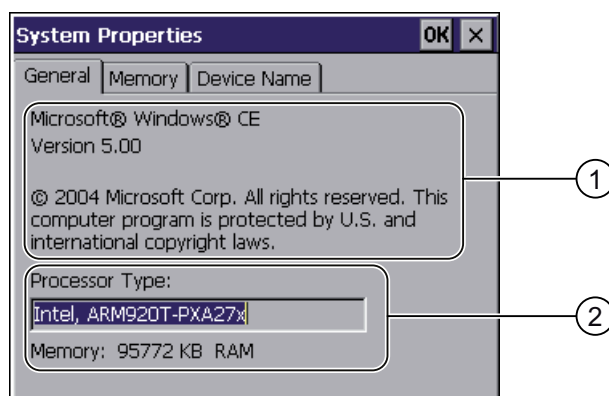 System Properties OK ×
General Memory Device Name
Microsoft® Windows® CE
Version 5.00
© 2004 Microsoft Corp. All rights reserved. This
computer program is protected by U.S. and
international copyright laws.
1
Processor Type:
Intel, ARM920T-PXA27x
2
Memory: 95772 KB RAM